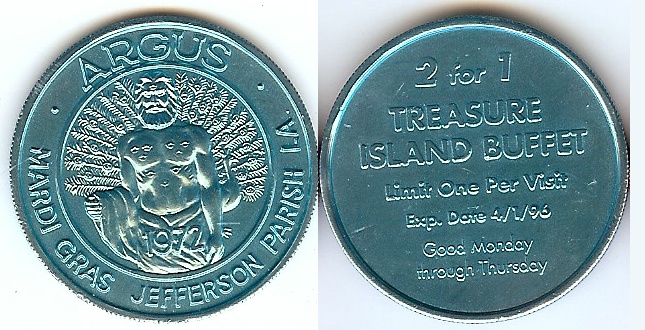 ARGUS
MARDI GRAS JEFFERSON PARISH LA.
1972
2 for 1
TREASURE
ISLAND BUFFET
Limit One Per Visit
Exp. Date 4/1/96
Good Monday
through Thursday